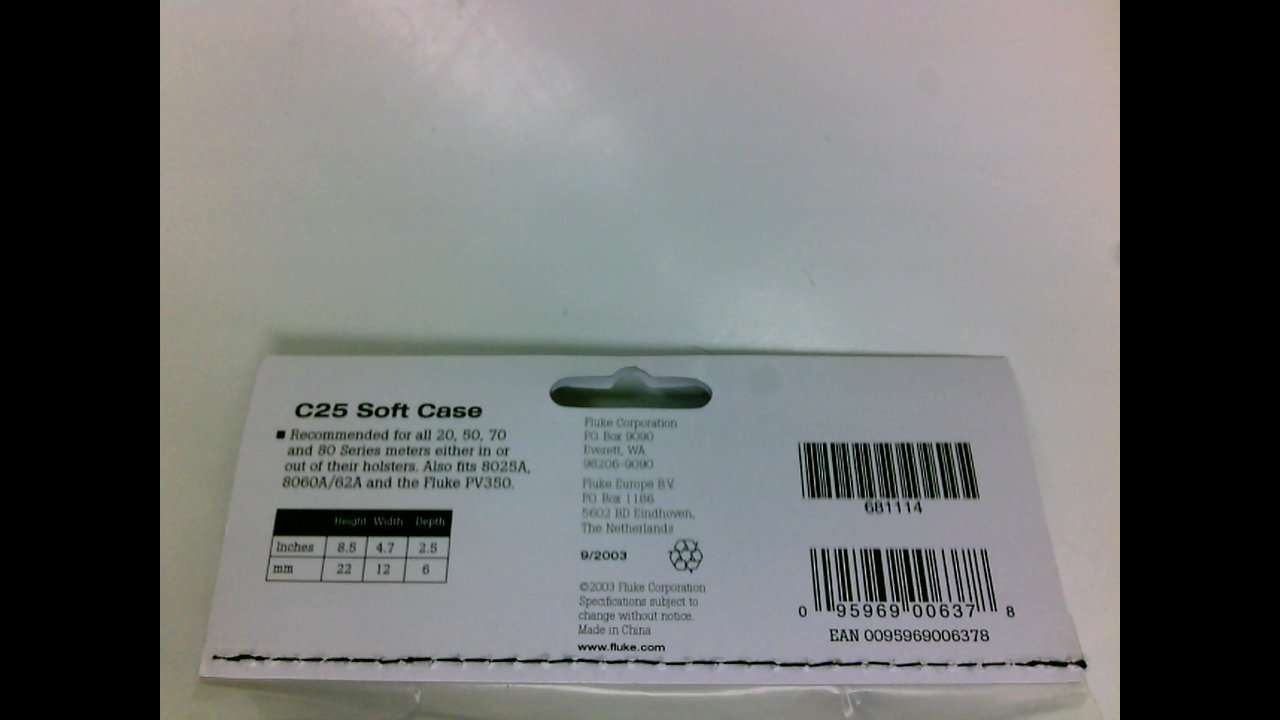 C25 Soft Case
■ Recommended for all 20, 50, 70
and 80 Series meters either in or
out of their holsters. Also fits 8025A,
8060A/62A and the Fluke PV350.
Height Width Depth
Inches 8.5 4.7 2.5
mm 22 12 6
Fluke Corporation
PO Box 9090
Everett, WA
98206-9090
Fluke Europe B.V.
PO Box 1186
5602 BD Eindhoven,
The Netherlands
9/2003
©2003 Fluke Corporation
Specifications subject to
change without notice.
Made in China
www.fluke.com
681114
0 95969 00637 8
EAN 0095969006378